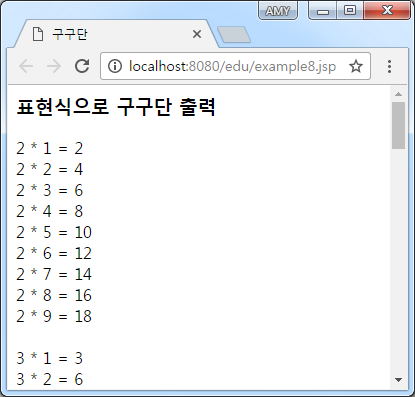 AMY
구구단
localhost:8080/edu/example8.jsp
표현식으로 구구단 출력
2 * 1 = 2
2 * 2 = 4
2 * 3 = 6
2 * 4 = 8
2 * 5 = 10
2 * 6 = 12
2 * 7 = 14
2 * 8 = 16
2 * 9 = 18
3 * 1 = 3
3 * 2 = 6